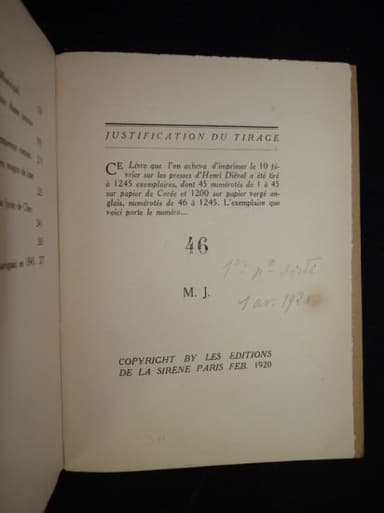 JUSTIFICATION DU TIRAGE
CE Livre que l'on acheva d'imprimer le 10 fé-
vrier sur les presses d'Henri Diéval a été tiré
à 1245 exemplaires, dont 45 numérotés de 1 à 45
sur papier de Corée et 1200 sur papier vergé an-
glais, numérotés de 46 à 1245. L'exemplaire que
voici porte le numéro...
46
M. J.
COPYRIGHT BY LES EDITIONS
DE LA SIRENE PARIS FEB. 1920